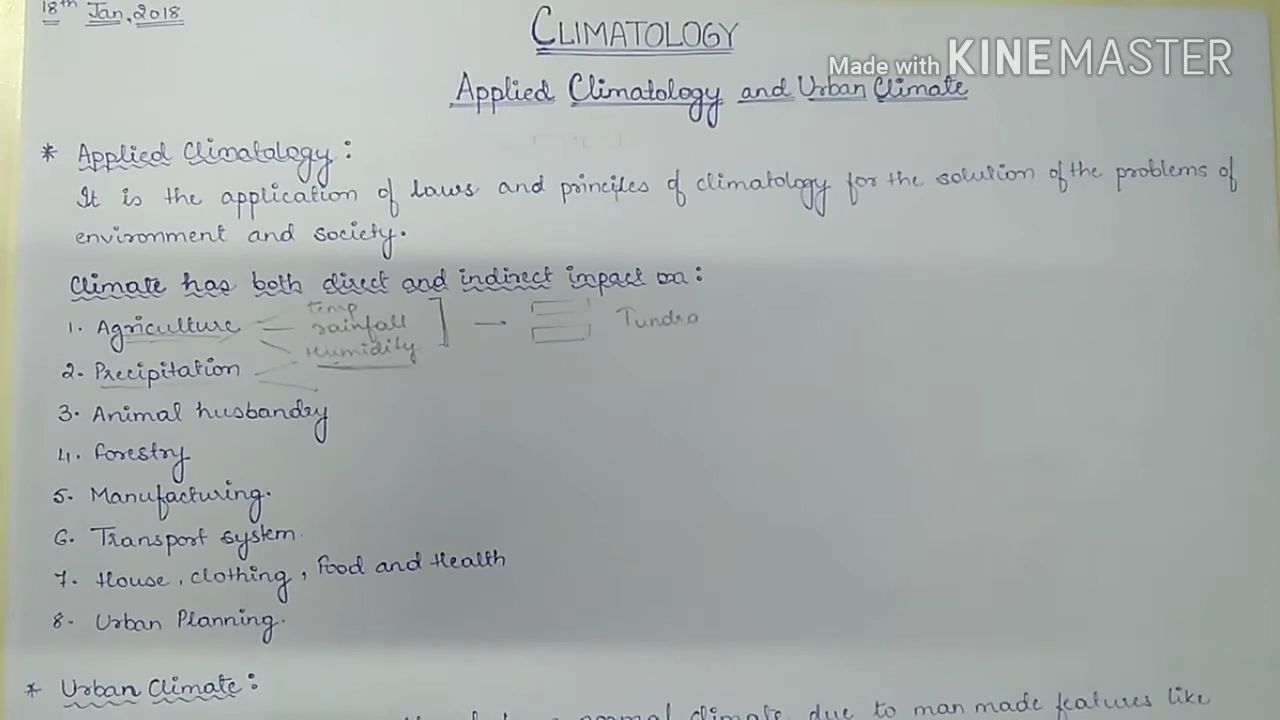 18th Jan, 2018
CLIMATOLOGY
Made with KINEMASTER
Applied Climatology and Urban Climate
* Applied Climatology:
It is the application of laws and principles of climatology for the solution of the problems of
environment and society.
Climate has both direct and indirect impact on:
1. Agriculture
temp
rainfall
Humidity
Tundra
2. Precipitation
3. Animal husbandry
4. Forestry
5. Manufacturing.
6. Transport system.
7. House, clothing, Food and Health
8. Urban Planning.
* Urban Climate:
normal climate due to man made features like